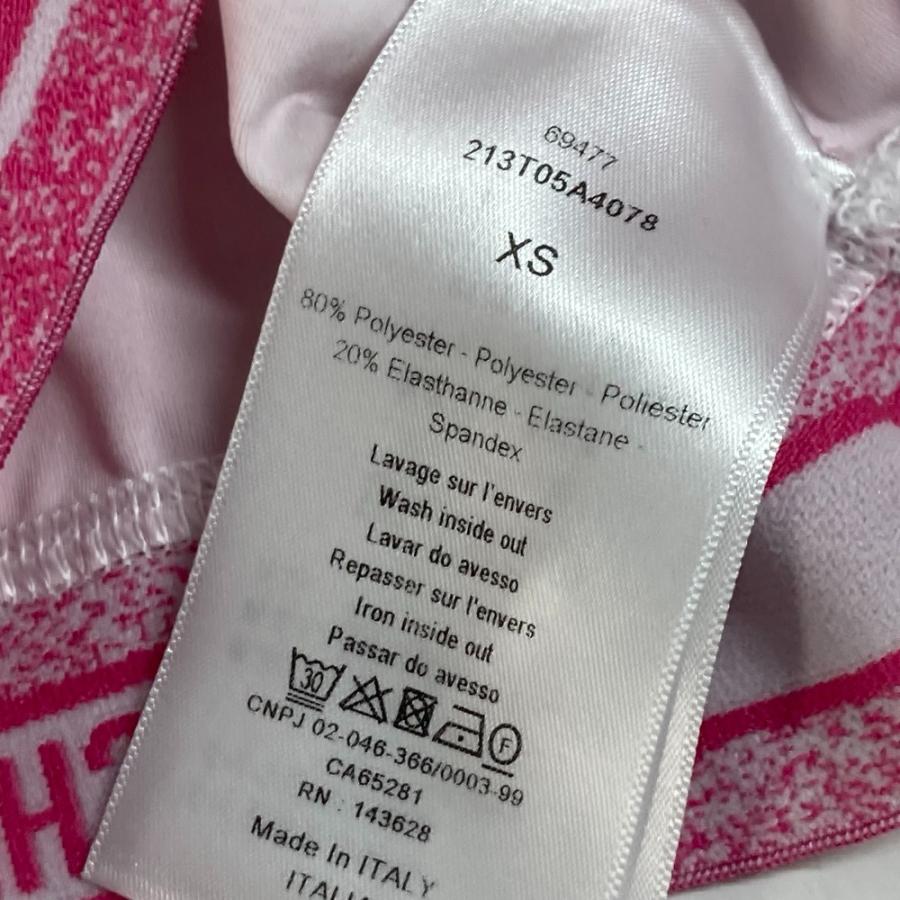 69477
213T05A4078
XS
80% Polyester - Polyester - Poliester
20% Elasthanne - Elastane -
Spandex
Lavage sur l'envers
Wash inside out
Lavar do avesso
Repasser sur l'envers
Iron inside out
Passar do avesso
30 F
CNPJ 02-046-366/0003-99
CA65281
RN : 143628
Made In ITALY